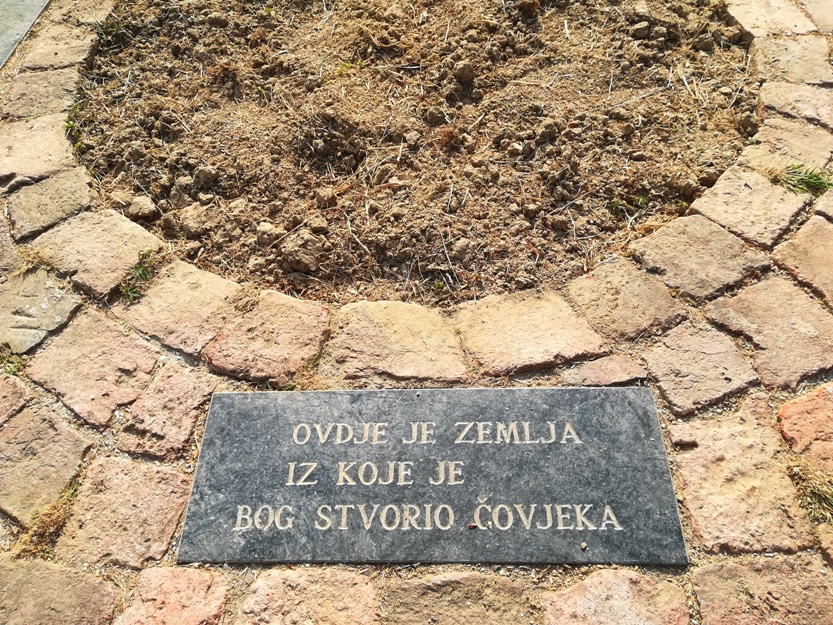 OVDJE JE ZEMLJA
IZ KOJE JE
BOG STVORIO ČOVJEKA